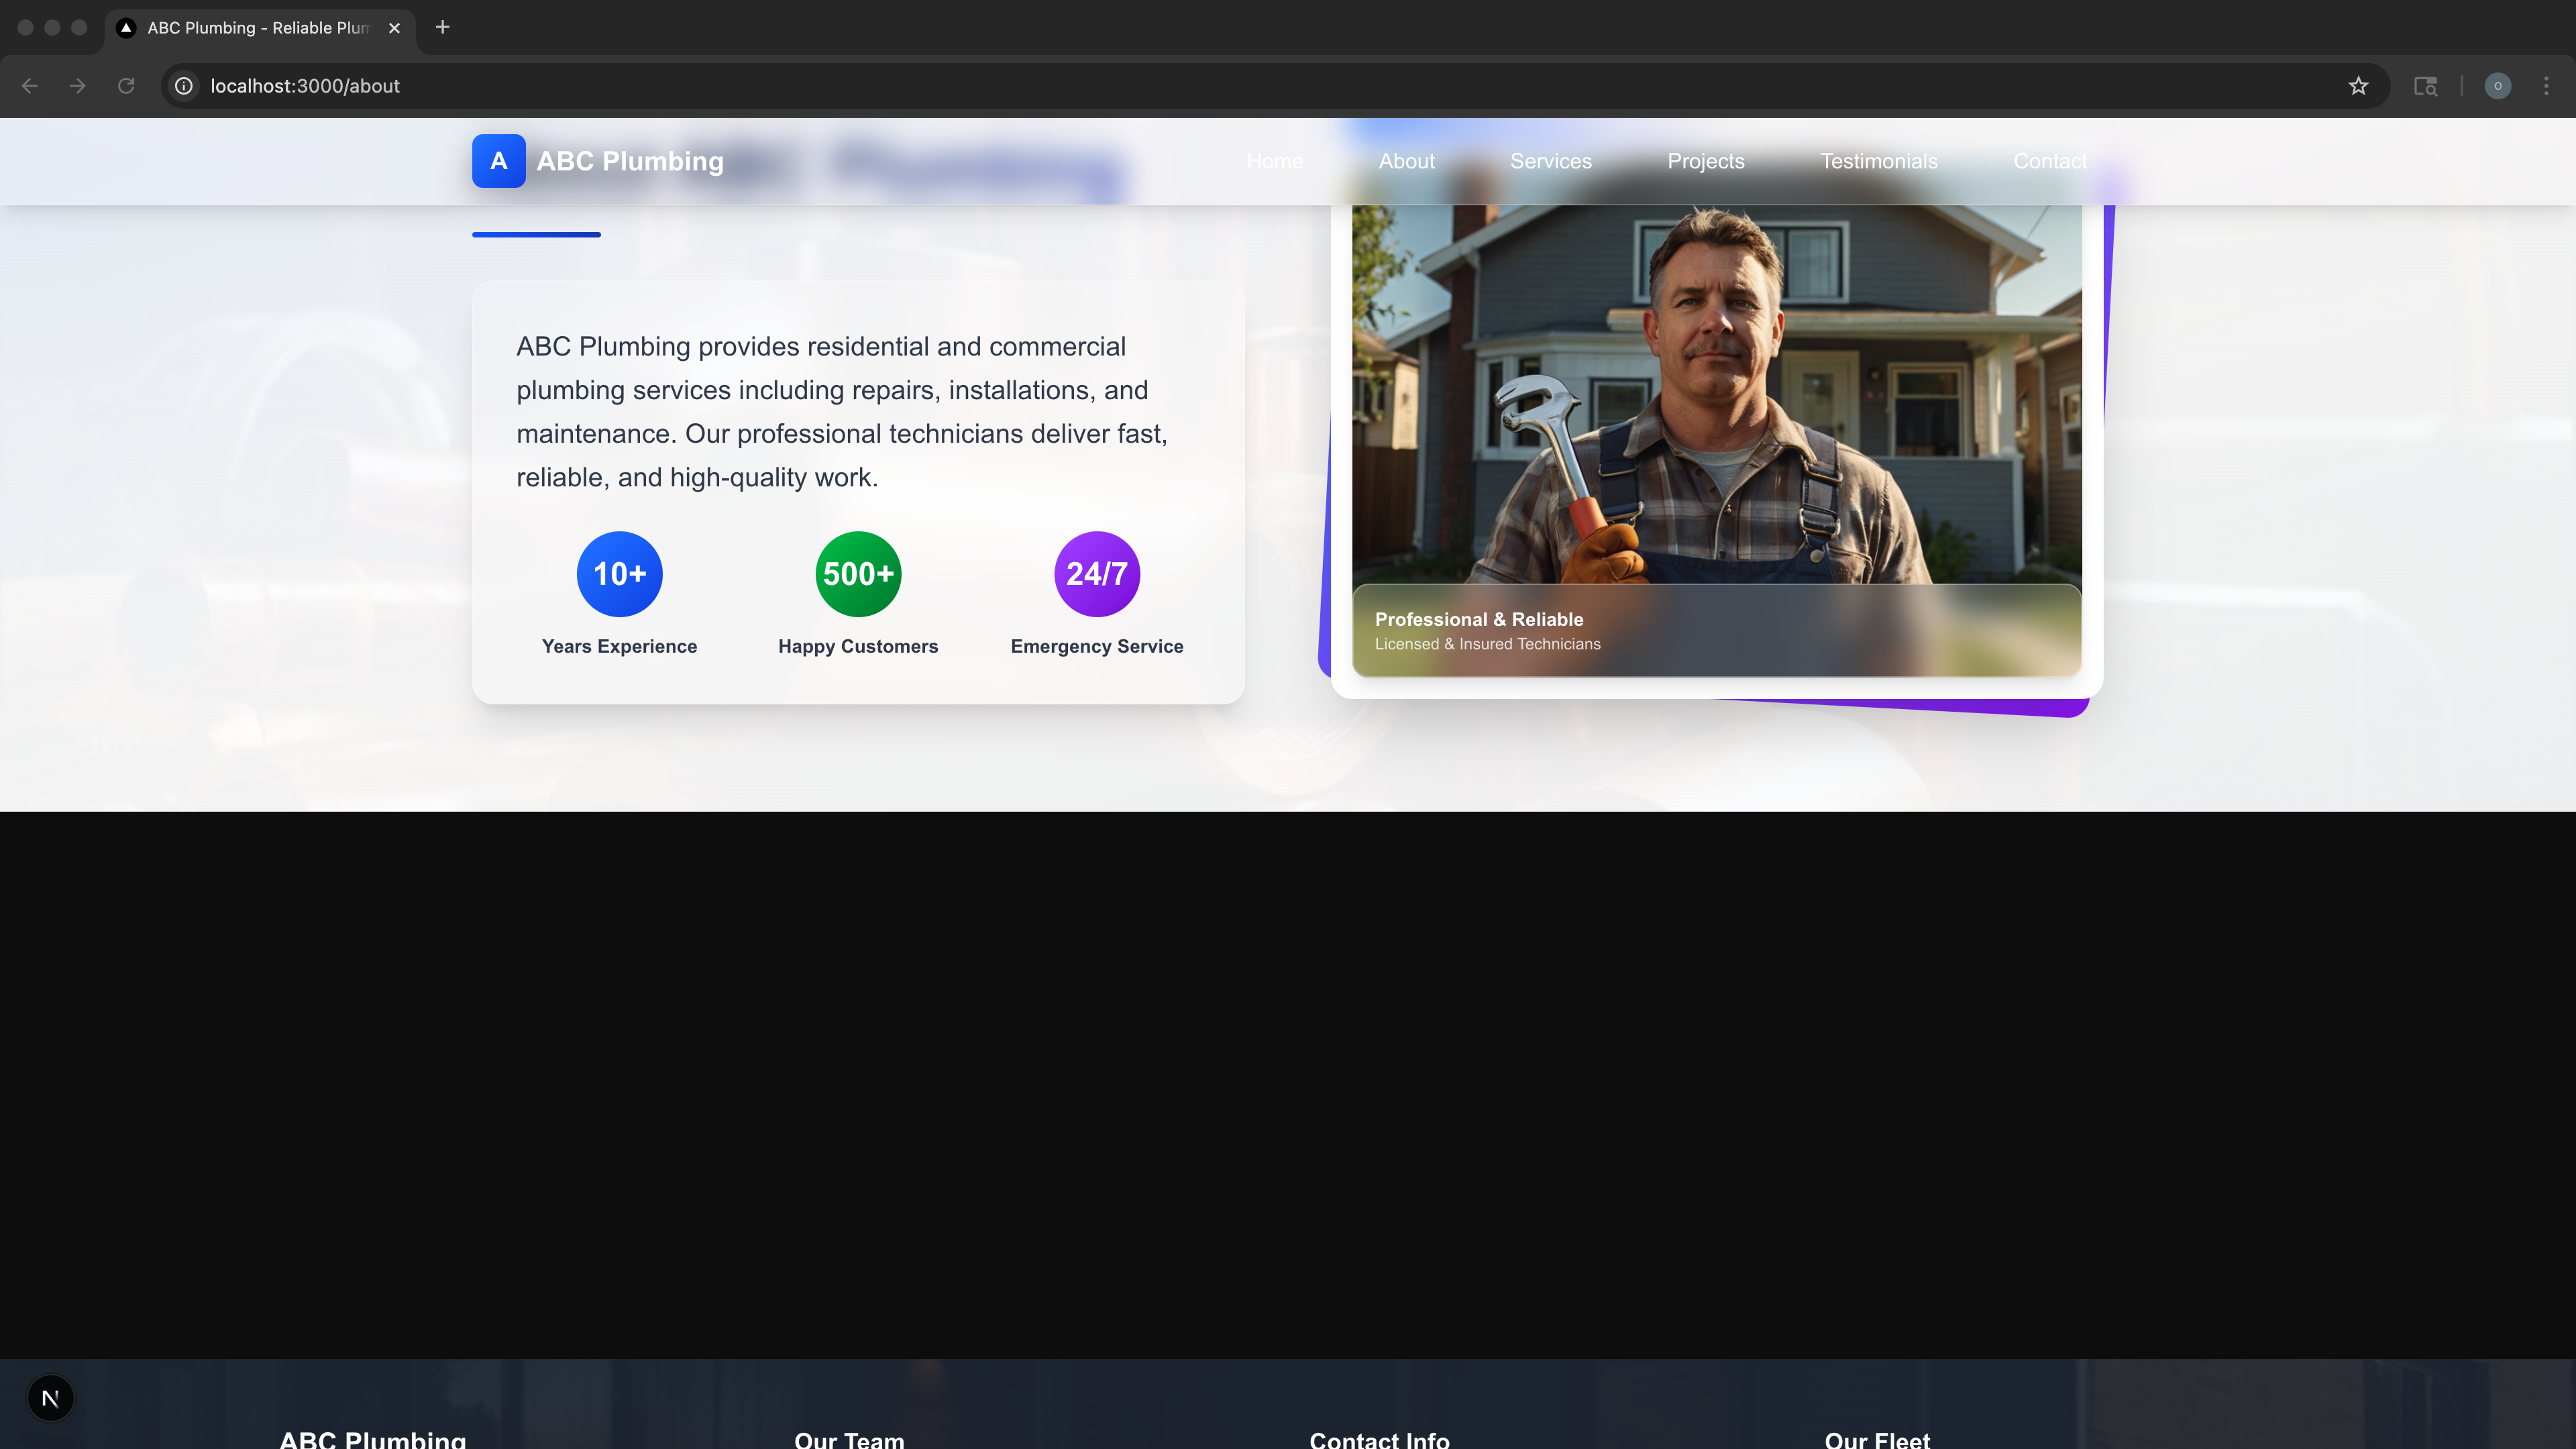 ABC Plumbing - Reliable Plum
localhost:3000/about
A ABC Plumbing
Home About Services Projects Testimonials Contact
ABC Plumbing provides residential and commercial
plumbing services including repairs, installations, and
maintenance. Our professional technicians deliver fast,
reliable, and high-quality work.
10+ 500+ 24/7
Years Experience Happy Customers Emergency Service
Professional & Reliable
Licensed & Insured Technicians
N
ABC Plumbing Our Team Contact Info Our Fleet